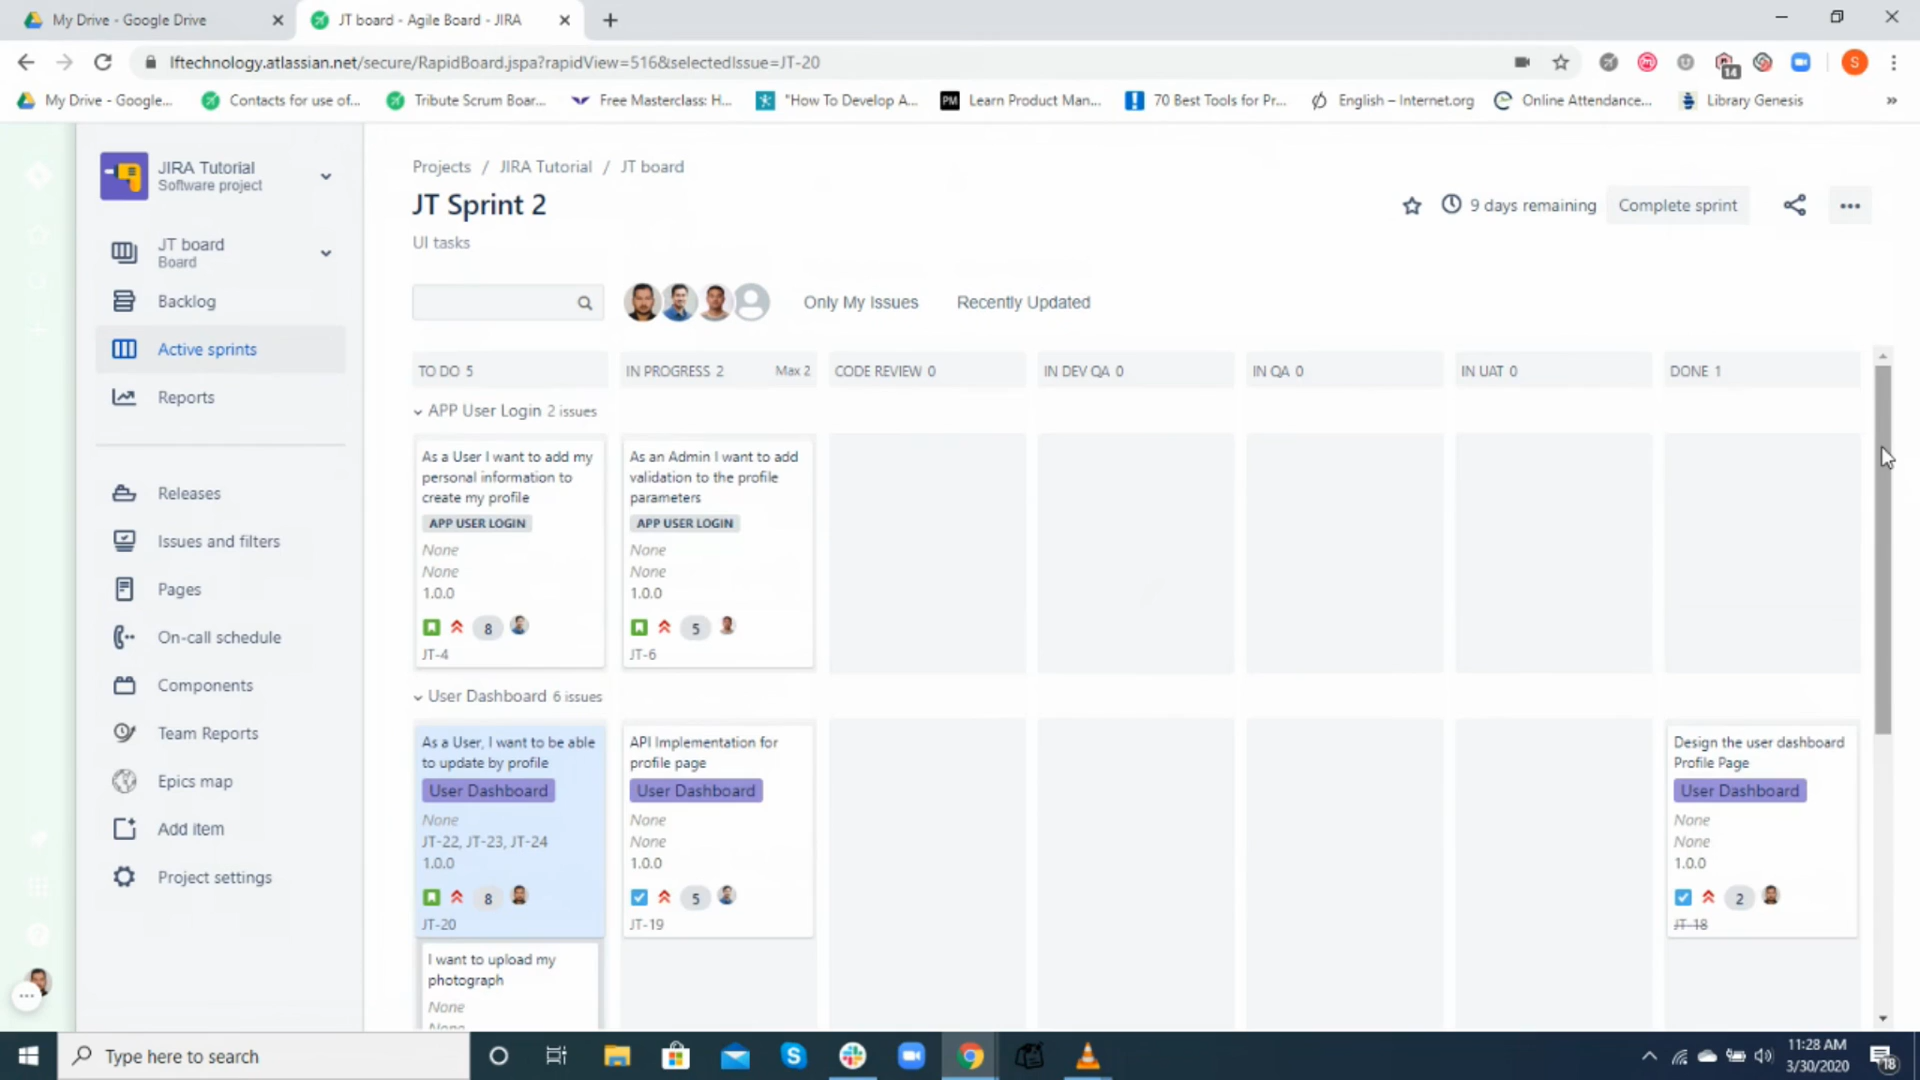 My Drive - Google Drive
JT board - Agile Board - JIRA
lftechnology.atlassian.net/secure/RapidBoard.jspa?rapidView=516&selectedIssue=JT-20
14
S
My Drive - Google...
Contacts for use of...
Tribute Scrum Boar...
Free Masterclass: H...
"How To Develop A...
PM
Learn Product Man...
70 Best Tools for Pr...
English – Internet.org
Online Attendance...
Library Genesis
»
JIRA Tutorial
Software project
JT board
Board
Backlog
Active sprints
Reports
Releases
Issues and filters
Pages
On-call schedule
Components
Team Reports
Epics map
Add item
Project settings
Projects / JIRA Tutorial / JT board
JT Sprint 2
9 days remaining
Complete sprint
UI tasks
Only My Issues
Recently Updated
TO DO 5
IN PROGRESS 2 Max 2
CODE REVIEW 0
IN DEV QA 0
IN QA 0
IN UAT 0
DONE 1
APP User Login 2 issues
As a User I want to add my
personal information to
create my profile
APP USER LOGIN
None
None
1.0.0
8
JT-4
As an Admin I want to add
validation to the profile
parameters
APP USER LOGIN
None
None
1.0.0
5
JT-6
User Dashboard 6 issues
As a User, I want to be able
to update by profile
User Dashboard
None
JT-22, JT-23, JT-24
1.0.0
8
JT-20
API Implementation for
profile page
User Dashboard
None
None
1.0.0
5
JT-19
Design the user dashboard
Profile Page
User Dashboard
None
None
1.0.0
2
JT-18
I want to upload my
photograph
None
None
Type here to search
11:28 AM
3/30/2020
18